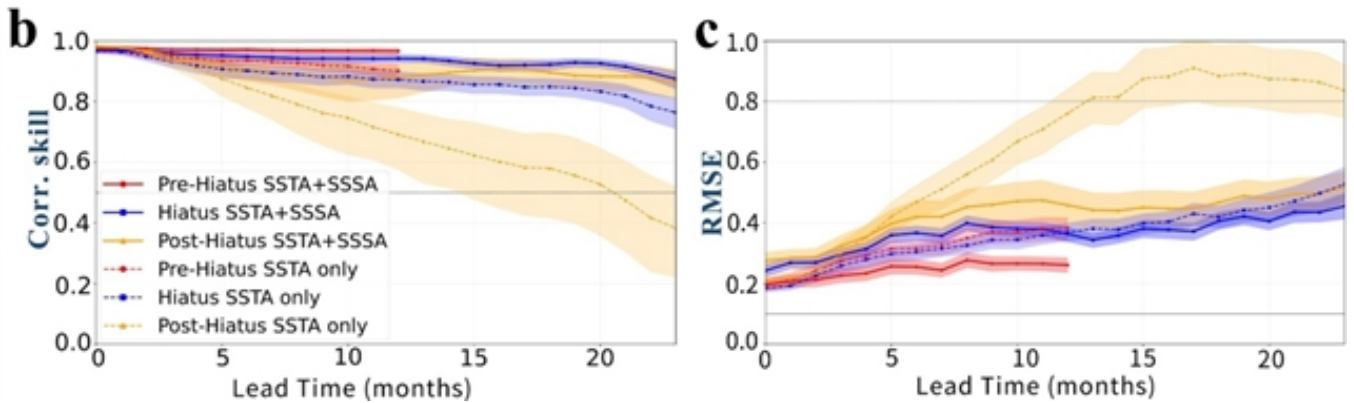 b
1.0
0.8
0.6
0.4
0.2
0.0
Corr. skill
Pre-Hiatus SSTA+SSSA
Hiatus SSTA+SSSA
Post-Hiatus SSTA+SSSA
Pre-Hiatus SSTA only
Hiatus SSTA only
Post-Hiatus SSTA only
0 5 10 15 20
Lead Time (months)
c
1.0
0.8
0.6
0.4
0.2
0.0
RMSE
0 5 10 15 20
Lead Time (months)